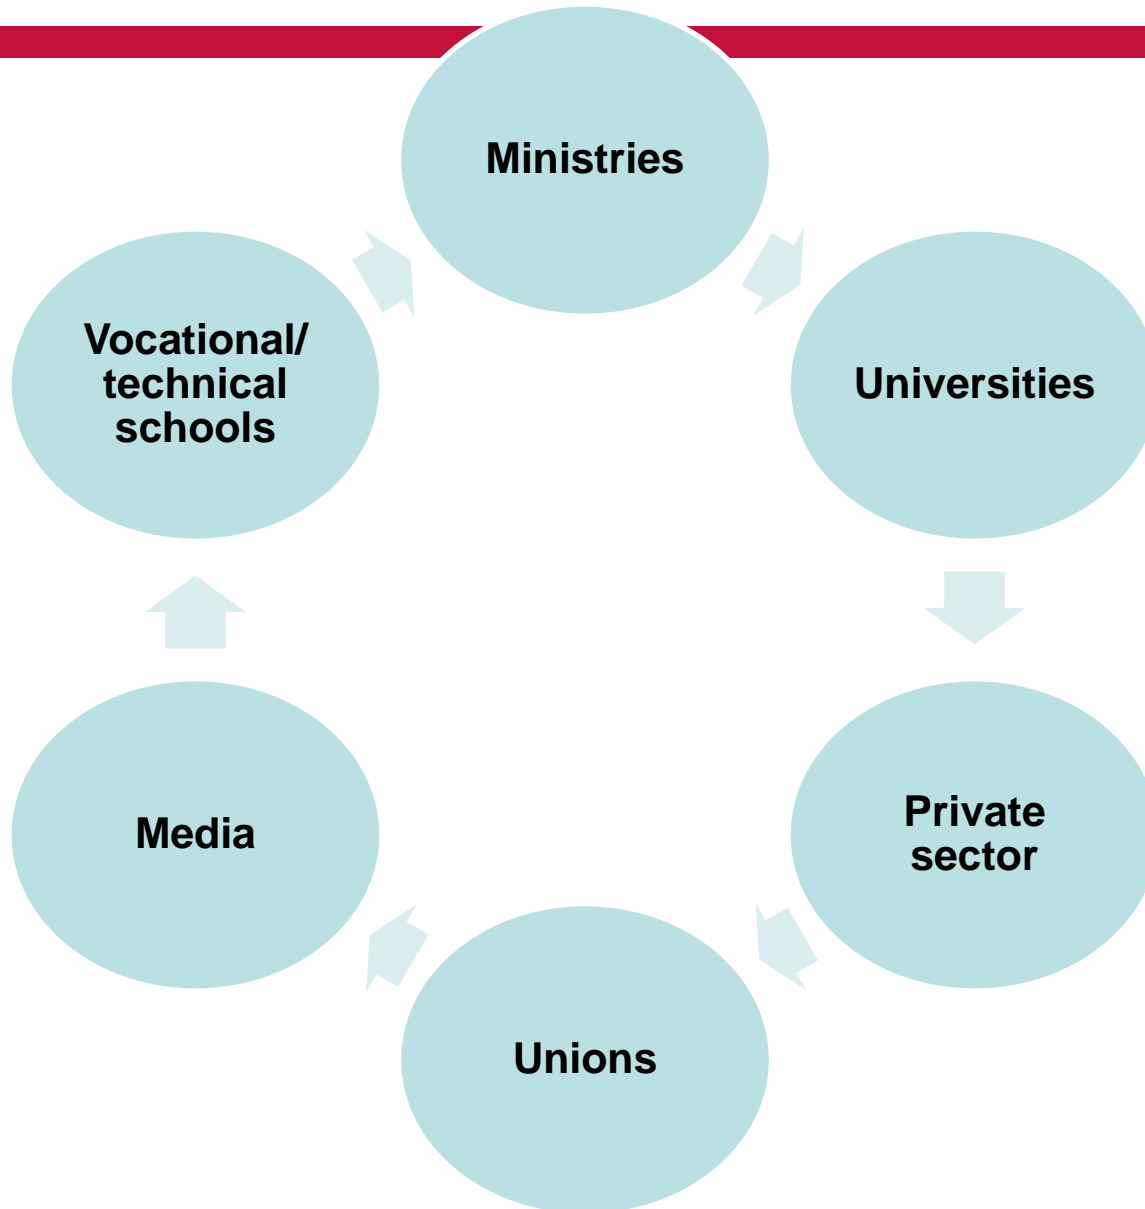 Ministries
Universities
Private
sector
Unions
Media
Vocational/
technical
schools